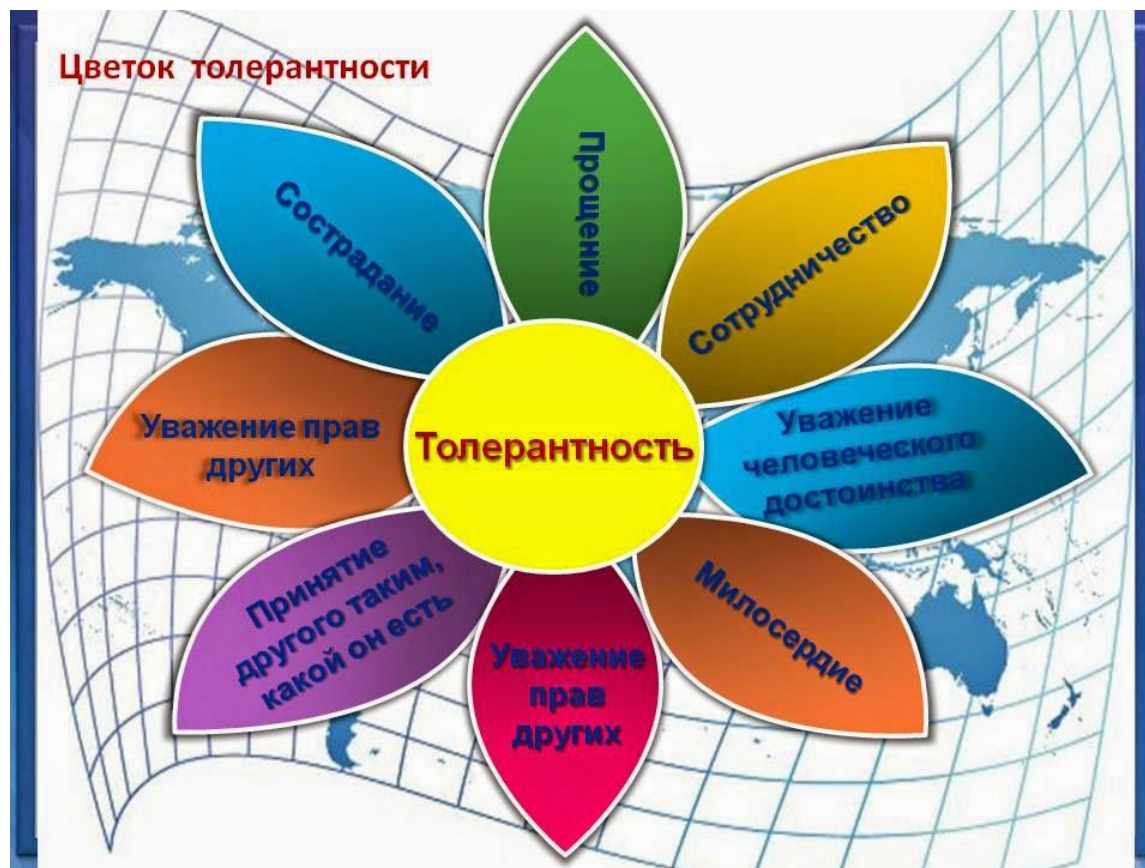 Цветок толерантности
Прощение
Сотрудничество
Уважение
человеческого
достоинства
Милосердие
Уважение
прав
других
Принятие
другого таким,
какой он есть
Уважение прав
других
Сострадание
Толерантность